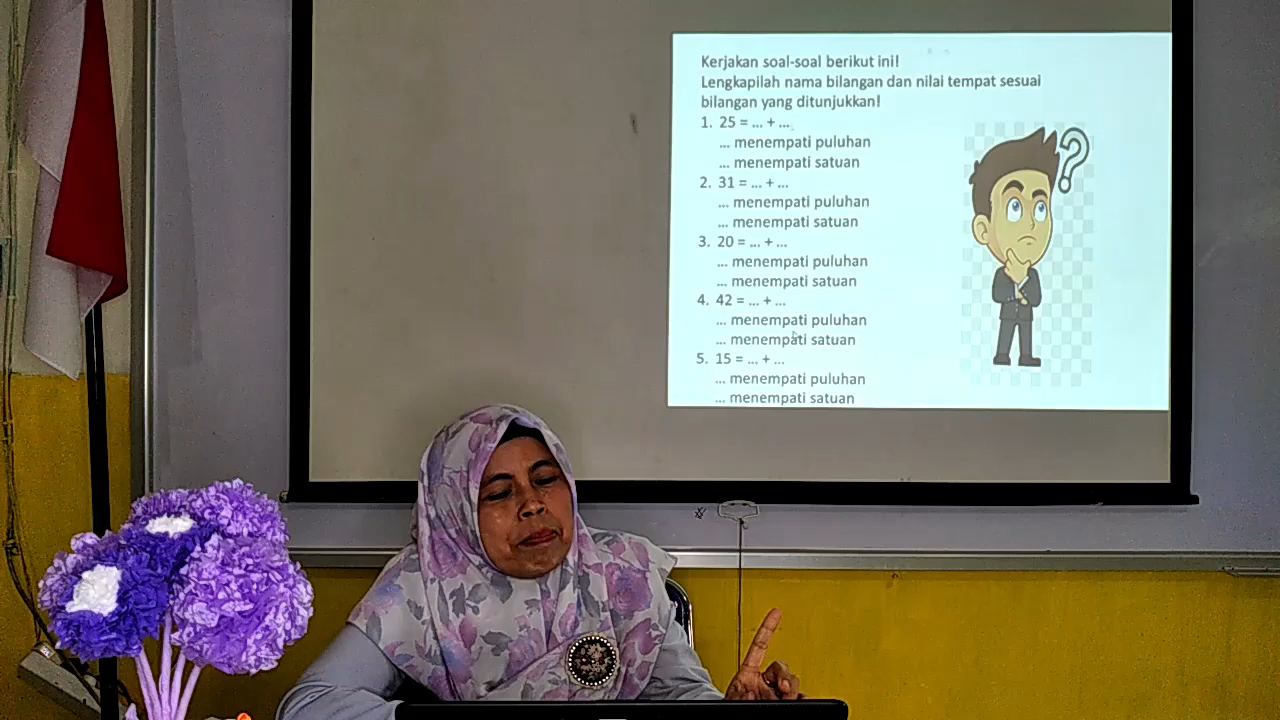 Kerjakan soal-soal berikut ini!
Lengkapilah nama bilangan dan nilai tempat sesuai
bilangan yang ditunjukkan!
1. 25 = ... + ...
... menempati puluhan
... menempati satuan
2. 31 = ... + ...
... menempati puluhan
... menempati satuan
3. 20 = ... + ...
... menempati puluhan
... menempati satuan
4. 42 = ... + ...
... menempati puluhan
... menempati satuan
5. 15 = ... + ...
... menempati puluhan
... menempati satuan